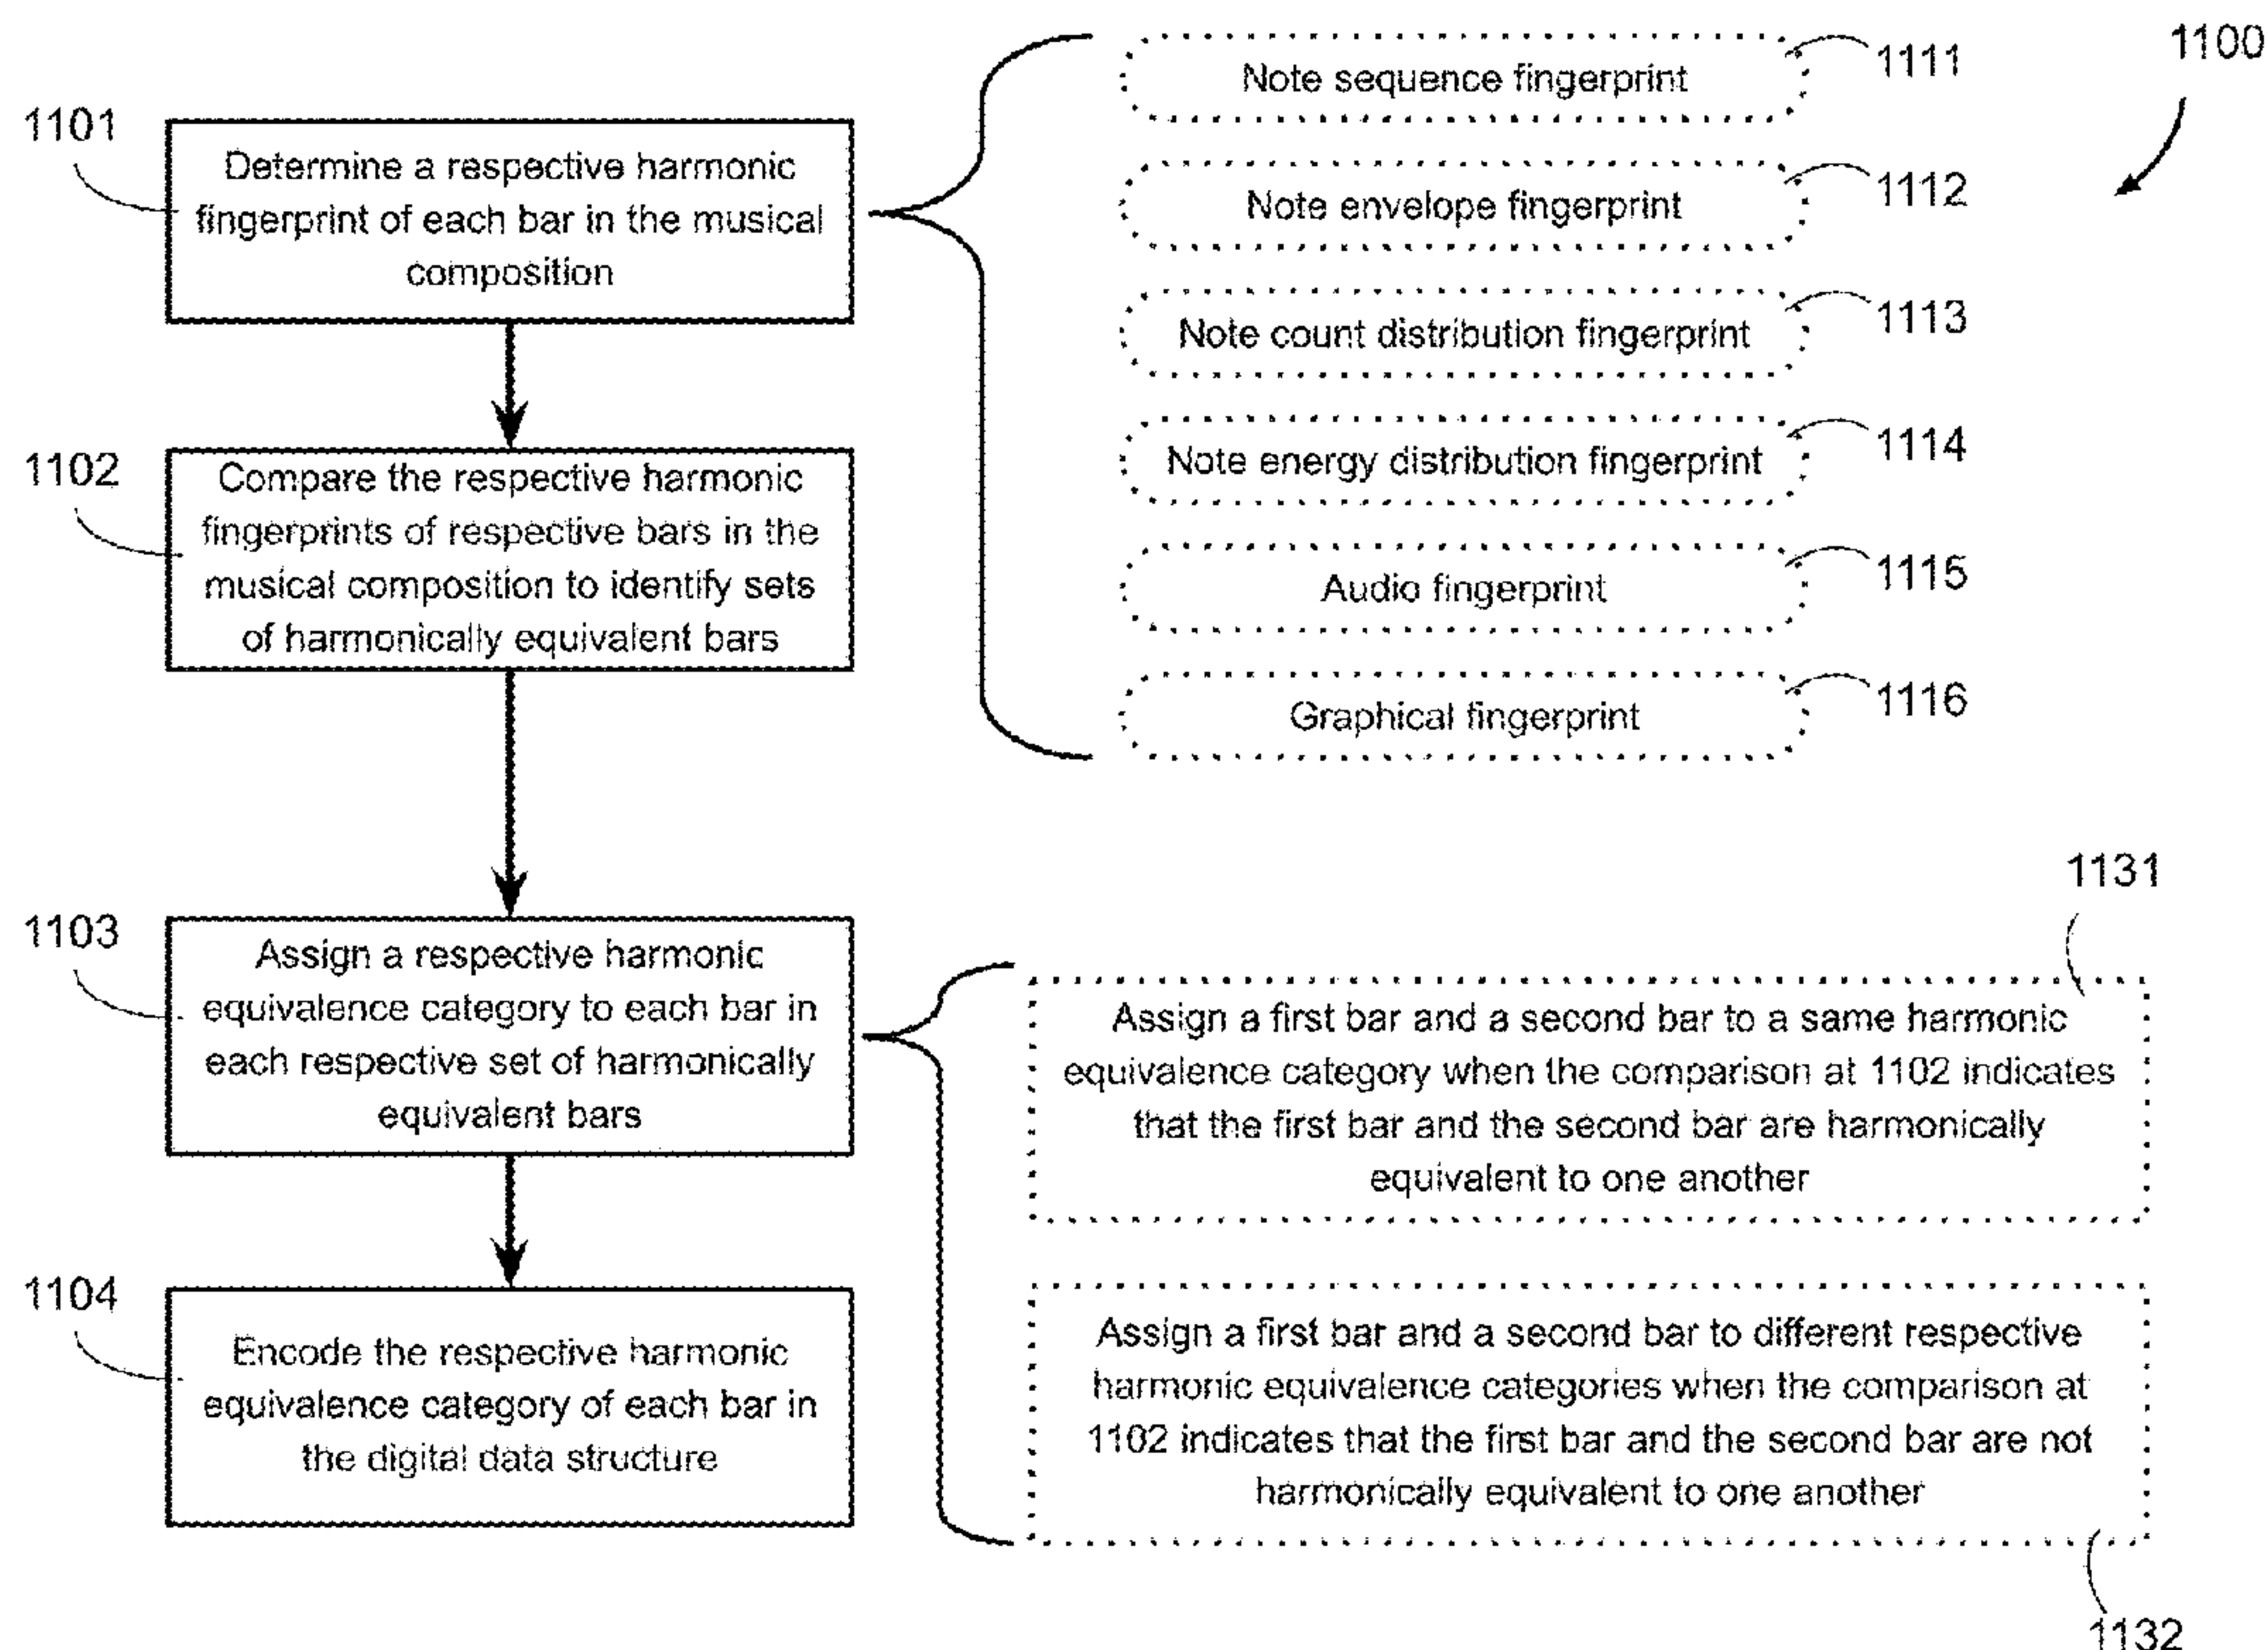 1100
1101
Determine a respective harmonic
fingerprint of each bar in the musical
composition
Note sequence fingerprint
1111
Note envelope fingerprint
1112
Note count distribution fingerprint
1113
Note energy distribution fingerprint
1114
Audio fingerprint
1115
Graphical fingerprint
1116
1102
Compare the respective harmonic
fingerprints of respective bars in the
musical composition to identify sets
of harmonically equivalent bars
1103
Assign a respective harmonic
equivalence category to each bar in
each respective set of harmonically
equivalent bars
1131
Assign a first bar and a second bar to a same harmonic
equivalence category when the comparison at 1102 indicates
that the first bar and the second bar are harmonically
equivalent to one another
1104
Encode the respective harmonic
equivalence category of each bar in
the digital data structure
Assign a first bar and a second bar to different respective
harmonic equivalence categories when the comparison at
1102 indicates that the first bar and the second bar are not
harmonically equivalent to one another
1132